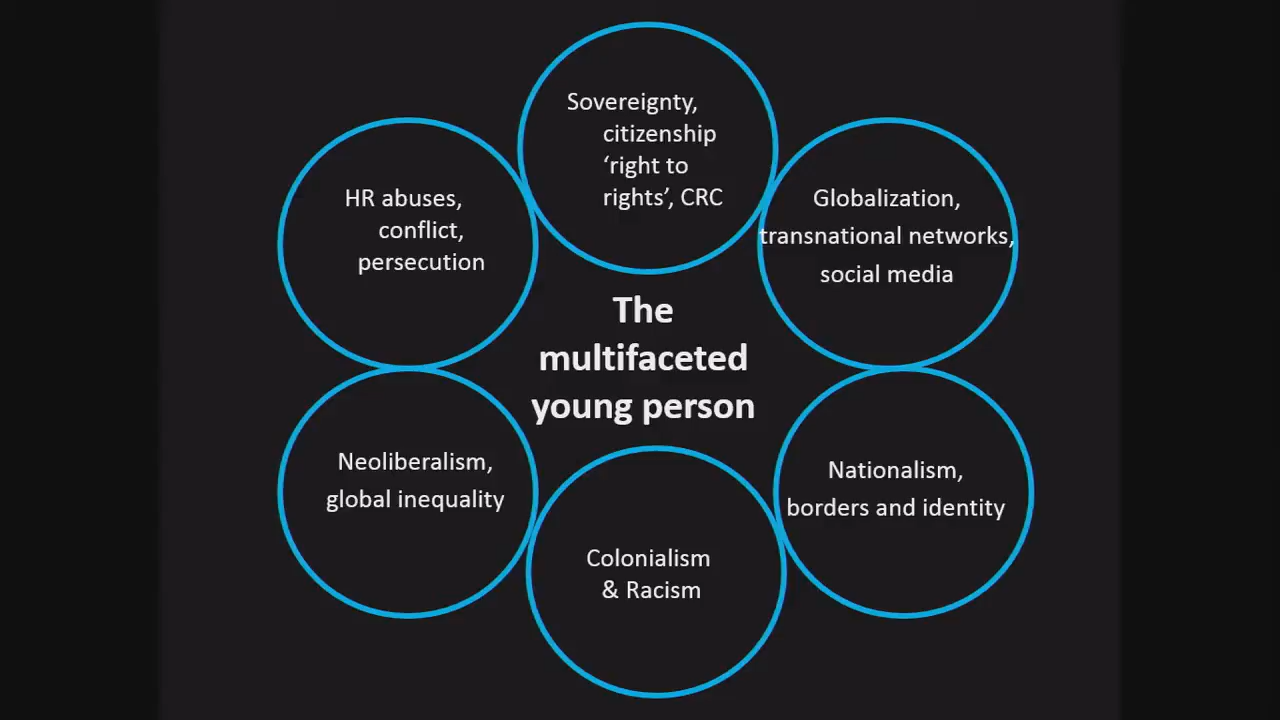 Sovereignty,
citizenship
‘right to
rights’, CRC
HR abuses,
conflict,
persecution
Globalization,
transnational networks,
social media
The
multifaceted
young person
Neoliberalism,
global inequality
Nationalism,
borders and identity
Colonialism
& Racism